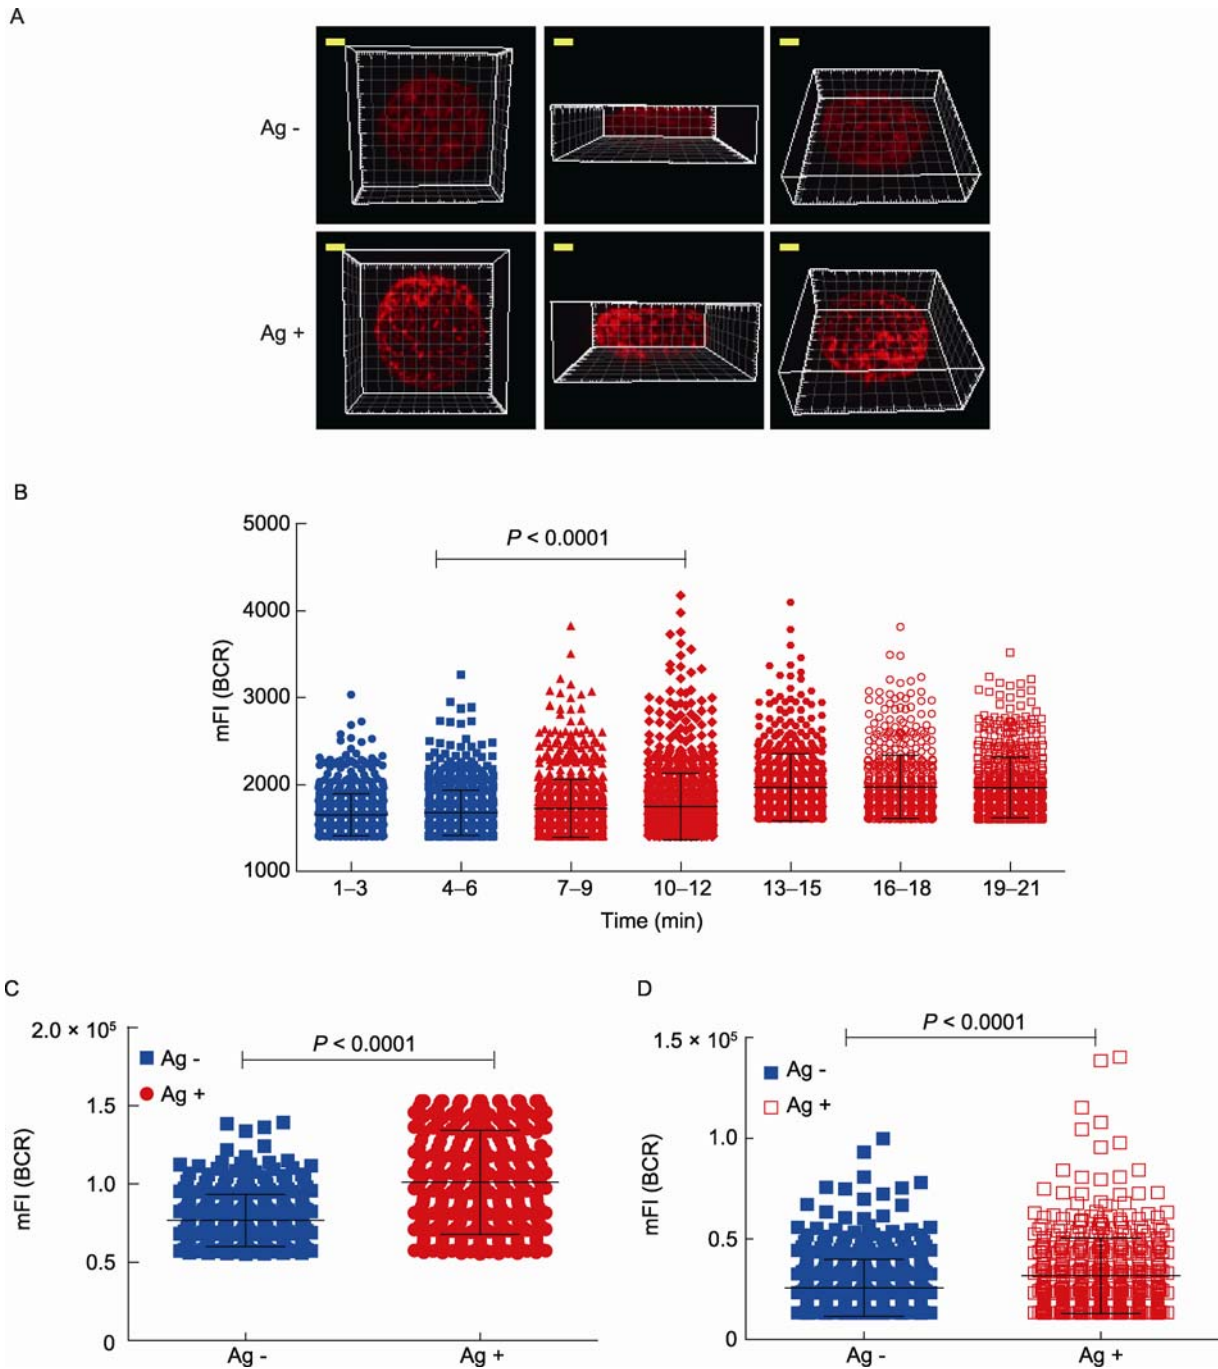 A
Ag -
Ag +
B
5000
4000
3000
2000
1000
mFI (BCR)
P < 0.0001
1–3
4–6
7–9
10–12
13–15
16–18
19–21
Time (min)
C
2.0 × 10⁵
1.5
1.0
0.5
0
mFI (BCR)
P < 0.0001
Ag -
Ag +
Ag -
Ag +
D
1.5 × 10⁵
1.0
0.5
0
mFI (BCR)
P < 0.0001
Ag -
Ag +
Ag -
Ag +